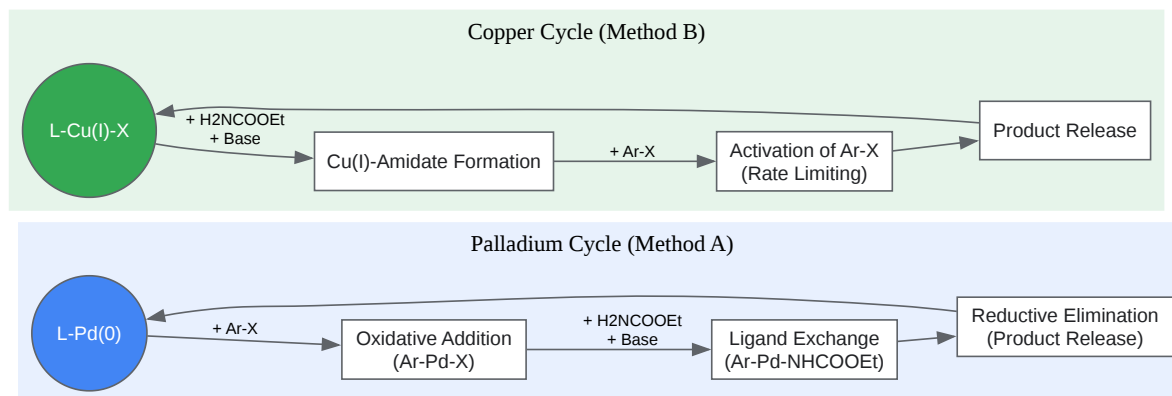 Copper Cycle (Method B)
L-Cu(I)-X
+ H2NCOOEt
+ Base
Cu(I)-Amidate Formation
+ Ar-X
Activation of Ar-X
(Rate Limiting)
Product Release
Palladium Cycle (Method A)
L-Pd(0)
+ Ar-X
Oxidative Addition
(Ar-Pd-X)
+ H2NCOOEt
+ Base
Ligand Exchange
(Ar-Pd-NHCOOEt)
Reductive Elimination
(Product Release)